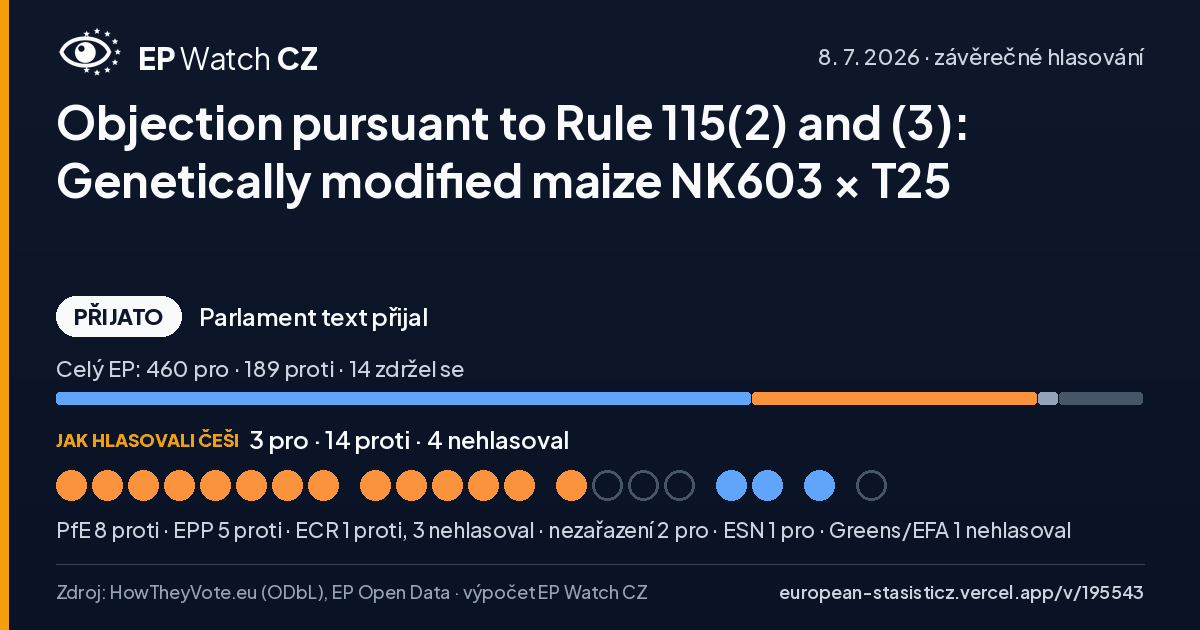 EP Watch CZ
8. 7. 2026 · závěrečné hlasování
Objection pursuant to Rule 115(2) and (3):
Genetically modified maize NK603 × T25
PŘIJATO Parlament text přijal
Celý EP: 460 pro · 189 proti · 14 zdržel se
JAK HLASOVALI ČEŠI 3 pro · 14 proti · 4 nehlasoval
PfE 8 proti · EPP 5 proti · ECR 1 proti, 3 nehlasoval · nezařazení 2 pro · ESN 1 pro · Greens/EFA 1 nehlasoval
Zdroj: HowTheyVote.eu (ODbL), EP Open Data · výpočet EP Watch CZ
european-stasisticz.vercel.app/v/195543